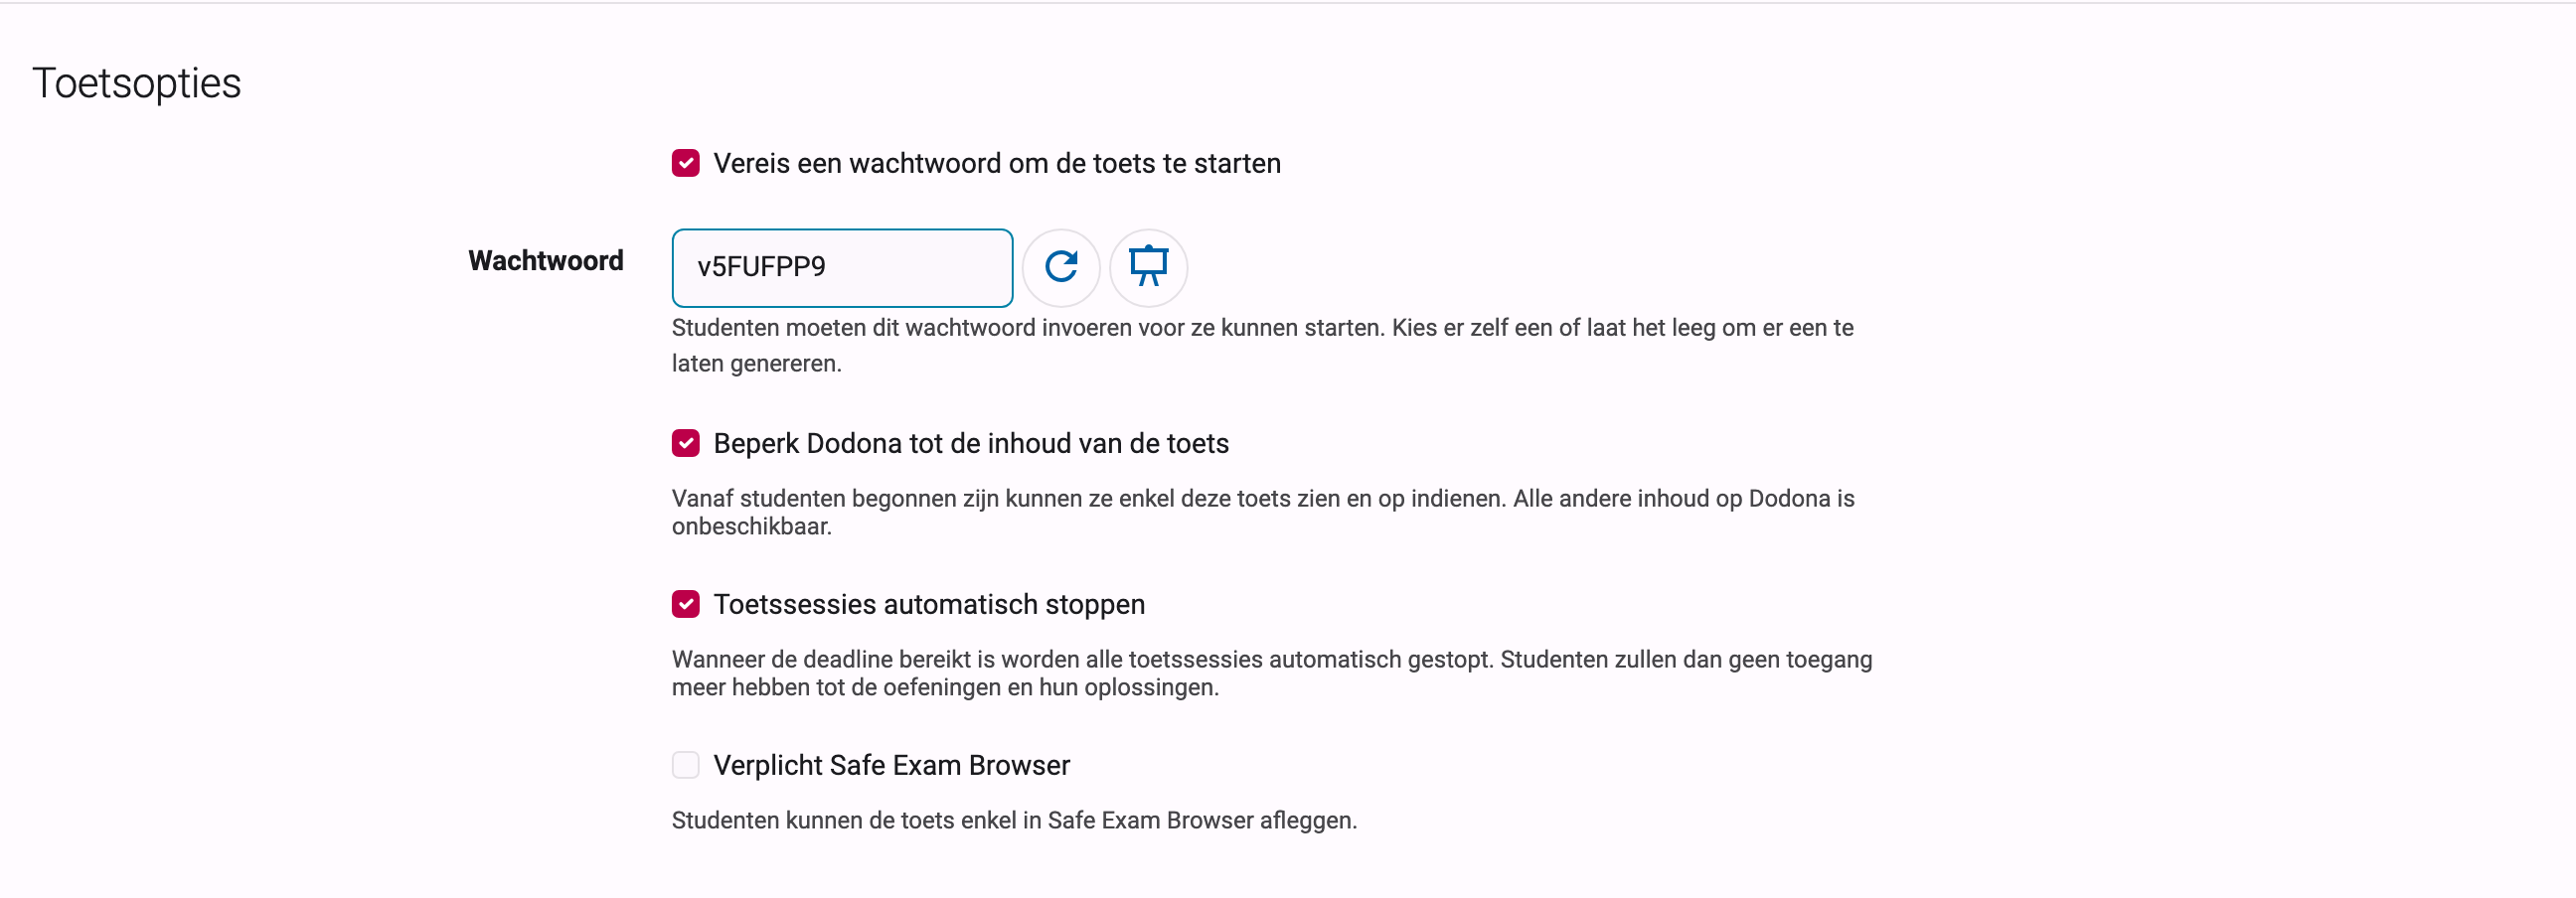 Toetsopties
Vereis een wachtwoord om de toets te starten
Wachtwoord
v5FUFPP9
Studenten moeten dit wachtwoord invoeren voor ze kunnen starten. Kies er zelf een of laat het leeg om er een te
laten genereren.
Beperk Dodona tot de inhoud van de toets
Vanaf studenten begonnen zijn kunnen ze enkel deze toets zien en op indienen. Alle andere inhoud op Dodona is
onbeschikbaar.
Toetssessies automatisch stoppen
Wanneer de deadline bereikt is worden alle toetssessies automatisch gestopt. Studenten zullen dan geen toegang
meer hebben tot de oefeningen en hun oplossingen.
Verplicht Safe Exam Browser
Studenten kunnen de toets enkel in Safe Exam Browser afleggen.